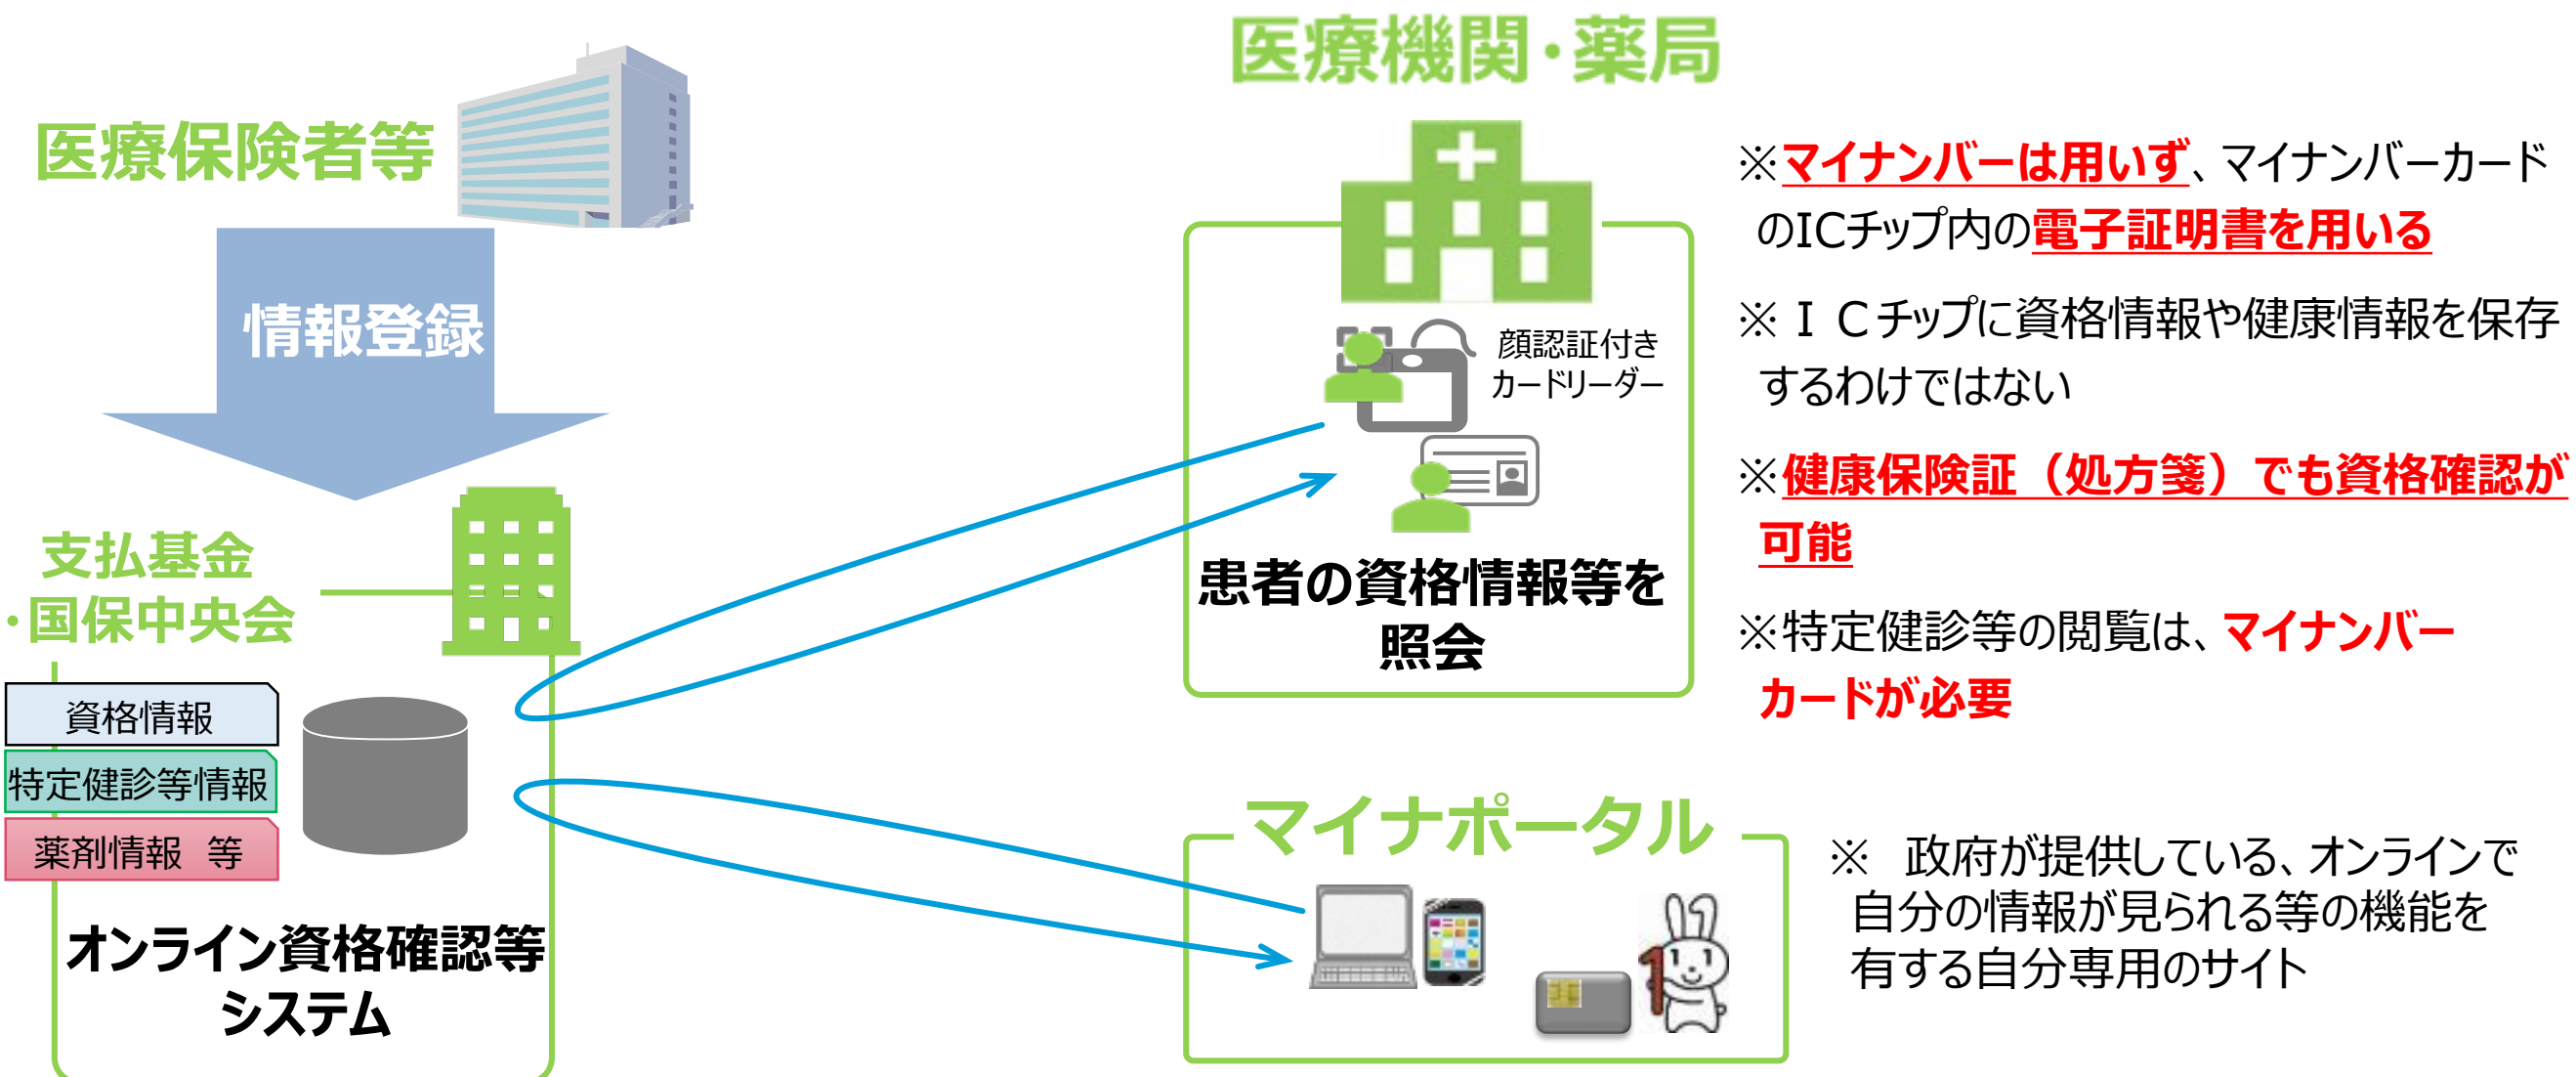 医療保険者等
情報登録
支払基金
・国保中央会
資格情報
特定健診等情報
薬剤情報　等
オンライン資格確認等
システム
医療機関・薬局
顔認証付き
カードリーダー
患者の資格情報等を
照会
※マイナンバーは用いず、マイナンバーカード
のICチップ内の電子証明書を用いる
※ＩＣチップに資格情報や健康情報を保存
するわけではない
※健康保険証（処方箋）でも資格確認が
可能
※特定健診等の閲覧は、マイナンバー
カードが必要
マイナポータル
1
※　政府が提供している、オンラインで
自分の情報が見られる等の機能を
有する自分専用のサイト